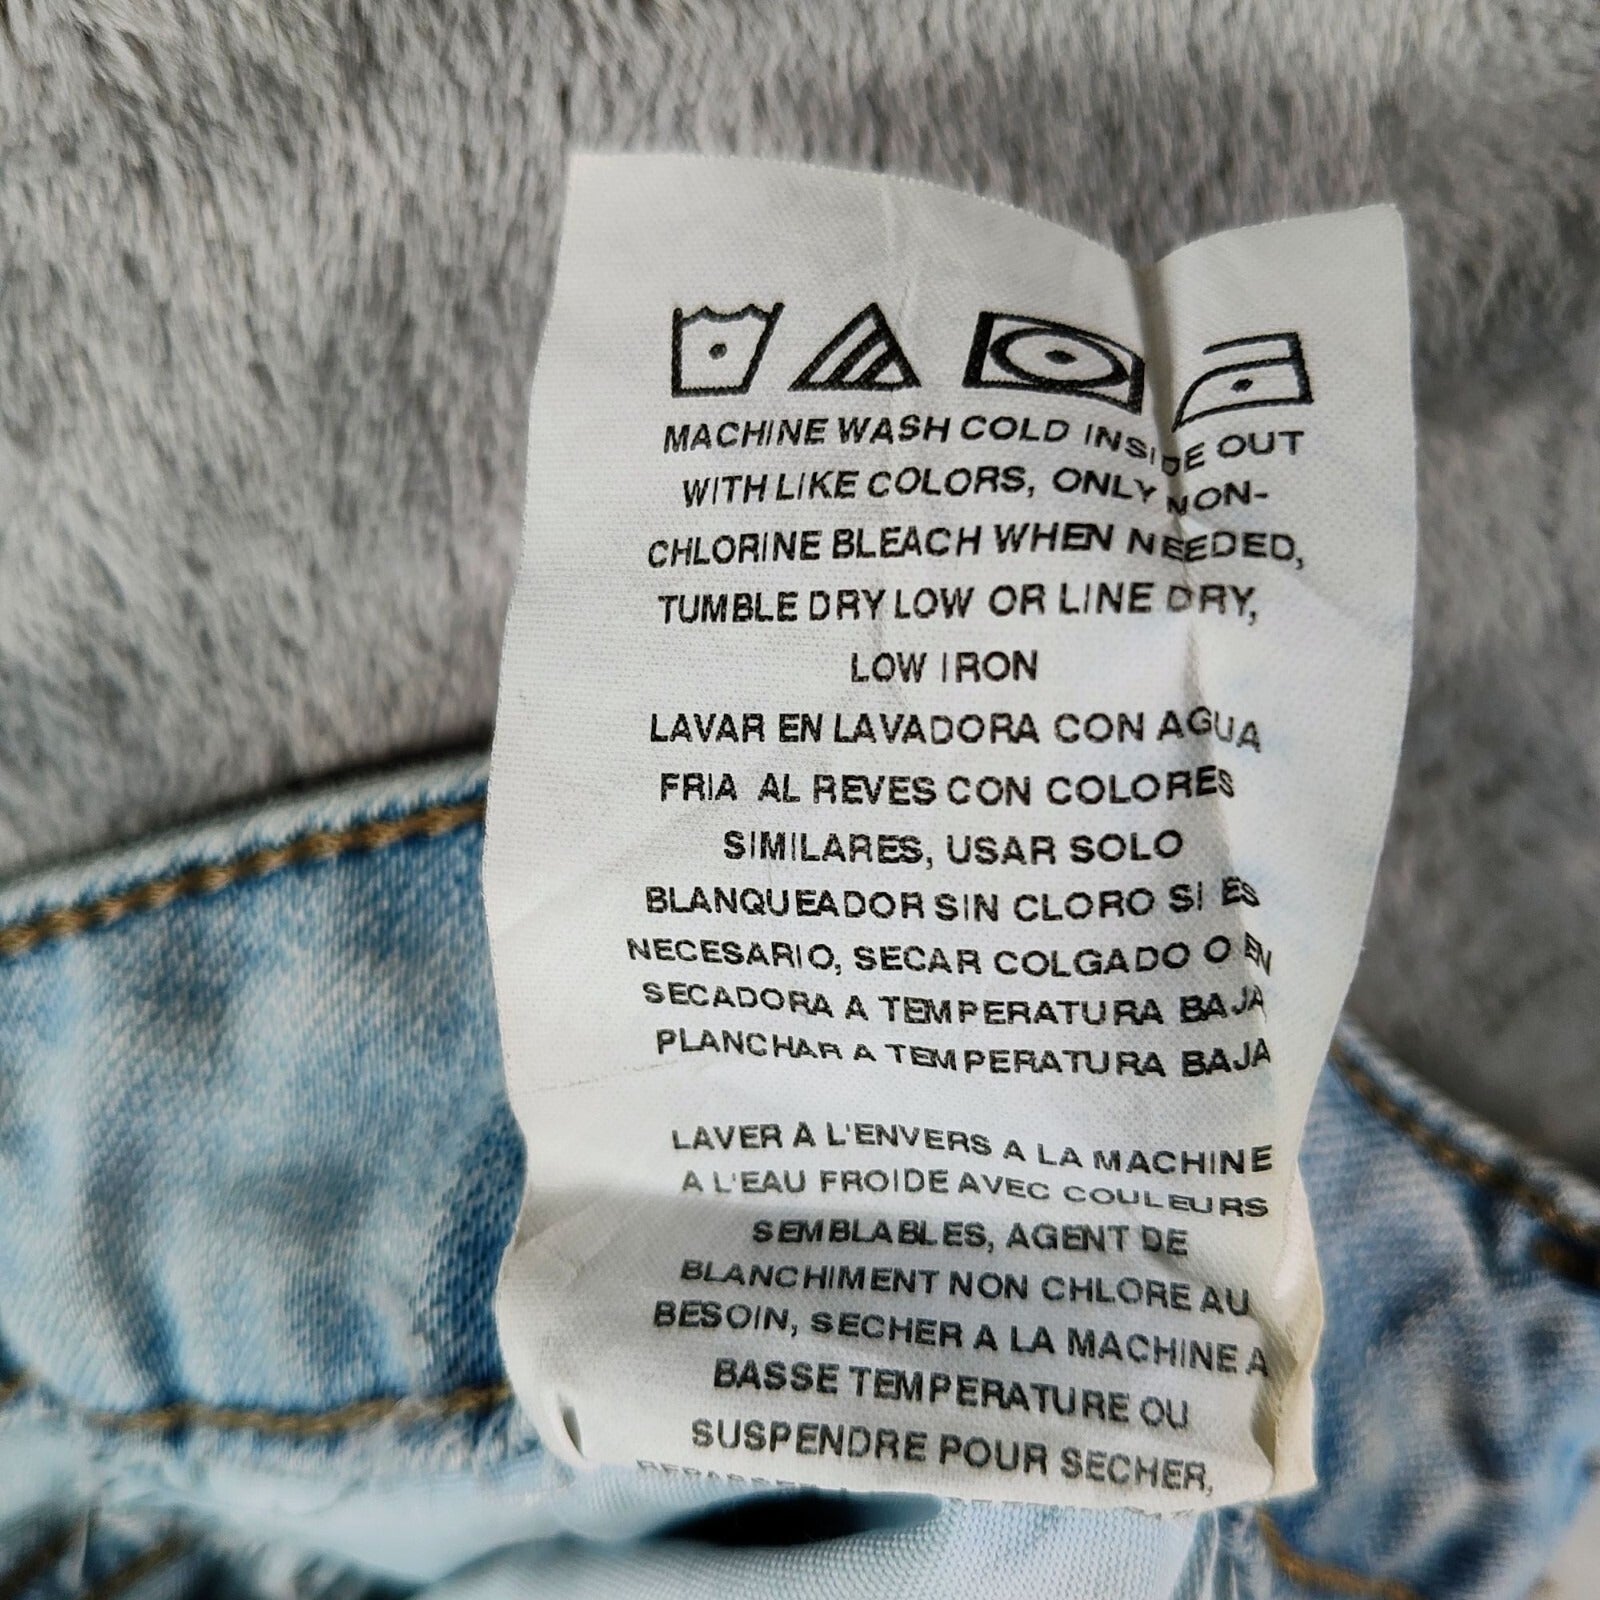 MACHINE WASH COLD INSIDE OUT
WITH LIKE COLORS, ONLY NON-
CHLORINE BLEACH WHEN NEEDED,
TUMBLE DRY LOW OR LINE DRY,
LOW IRON
LAVAR EN LAVADORA CON AGUA
FRIA AL REVES CON COLORES
SIMILARES, USAR SOLO
BLANQUEADOR SIN CLORO SI ES
NECESARIO, SECAR COLGADO O EN
SECADORA A TEMPERATURA BAJA
PLANCHAR A TEMPERATURA BAJA
LAVER A L'ENVERS A LA MACHINE
A L'EAU FROIDE AVEC COULEURS
SEMBLABLES, AGENT DE
BLANCHIMENT NON CHLORE AU
BESOIN, SECHER A LA MACHINE A
BASSE TEMPERATURE OU
SUSPENDRE POUR SECHER,